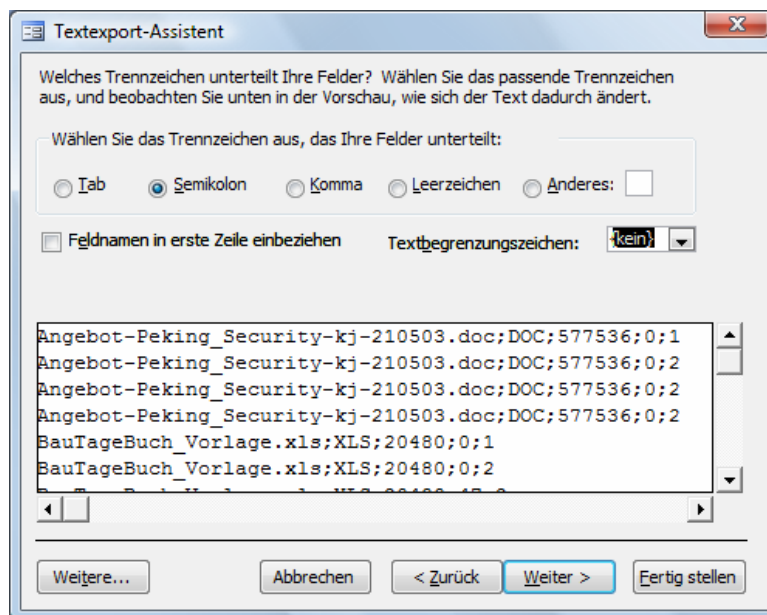 Textexport-Assistent
Welches Trennzeichen unterteilt Ihre Felder? Wählen Sie das passende Trennzeichen
aus, und beobachten Sie unten in der Vorschau, wie sich der Text dadurch ändert.
Wählen Sie das Trennzeichen aus, das Ihre Felder unterteilt:
Tab Semikolon Komma Leerzeichen Anderes:
Feldnamen in erste Zeile einbeziehen Textbegrenzungszeichen: {kein}
Angebot-Peking_Security-kj-210503.doc;DOC;577536;0;1
Angebot-Peking_Security-kj-210503.doc;DOC;577536;0;2
Angebot-Peking_Security-kj-210503.doc;DOC;577536;0;2
Angebot-Peking_Security-kj-210503.doc;DOC;577536;0;2
BauTageBuch_Vorlage.xls;XLS;20480;0;1
BauTageBuch_Vorlage.xls;XLS;20480;0;2
Weitere... Abbrechen < Zurück Weiter > Fertig stellen